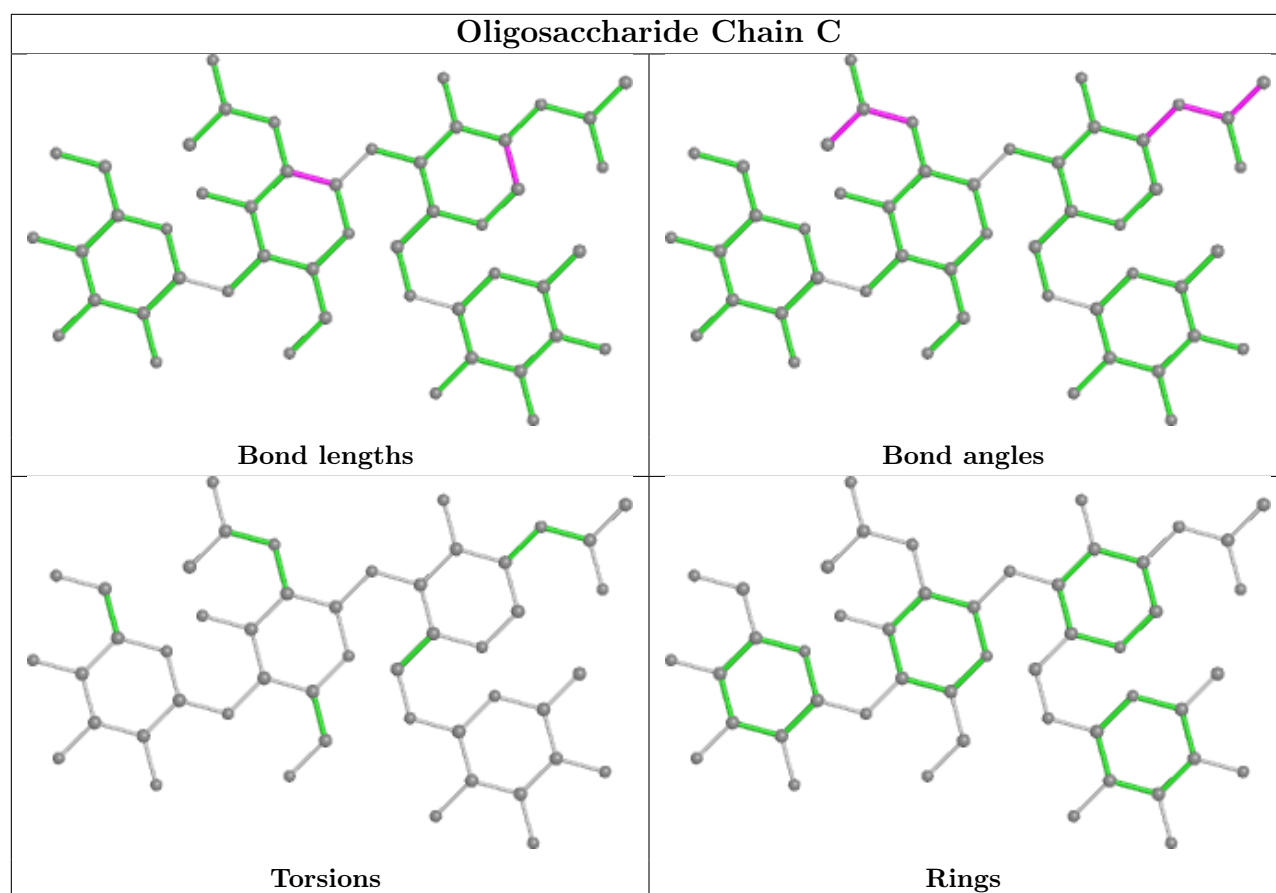 Oligosaccharide Chain C
Bond lengths
Bond angles
Torsions
Rings